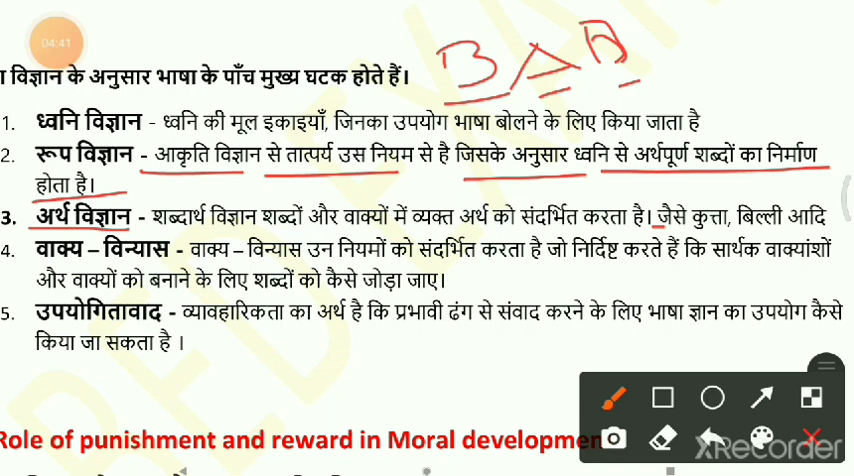 04:41
ा विज्ञान के अनुसार भाषा के पाँच मुख्य घटक होते हैं।
BAD
1. ध्वनि विज्ञान - ध्वनि की मूल इकाइयाँ, जिनका उपयोग भाषा बोलने के लिए किया जाता है
2. रूप विज्ञान - आकृति विज्ञान से तात्पर्य उस नियम से है जिसके अनुसार ध्वनि से अर्थपूर्ण शब्दों का निर्माण
होता है।
3. अर्थ विज्ञान - शब्दार्थ विज्ञान शब्दों और वाक्यों में व्यक्त अर्थ को संदर्भित करता है। जैसे कुत्ता, बिल्ली आदि
4. वाक्य – विन्यास - वाक्य – विन्यास उन नियमों को संदर्भित करता है जो निर्दिष्ट करते हैं कि सार्थक वाक्यांशों
और वाक्यों को बनाने के लिए शब्दों को कैसे जोड़ा जाए।
5. उपयोगितावाद - व्यावहारिकता का अर्थ है कि प्रभावी ढंग से संवाद करने के लिए भाषा ज्ञान का उपयोग कैसे
किया जा सकता है ।
Role of punishment and reward in Moral developmen
XRecorder